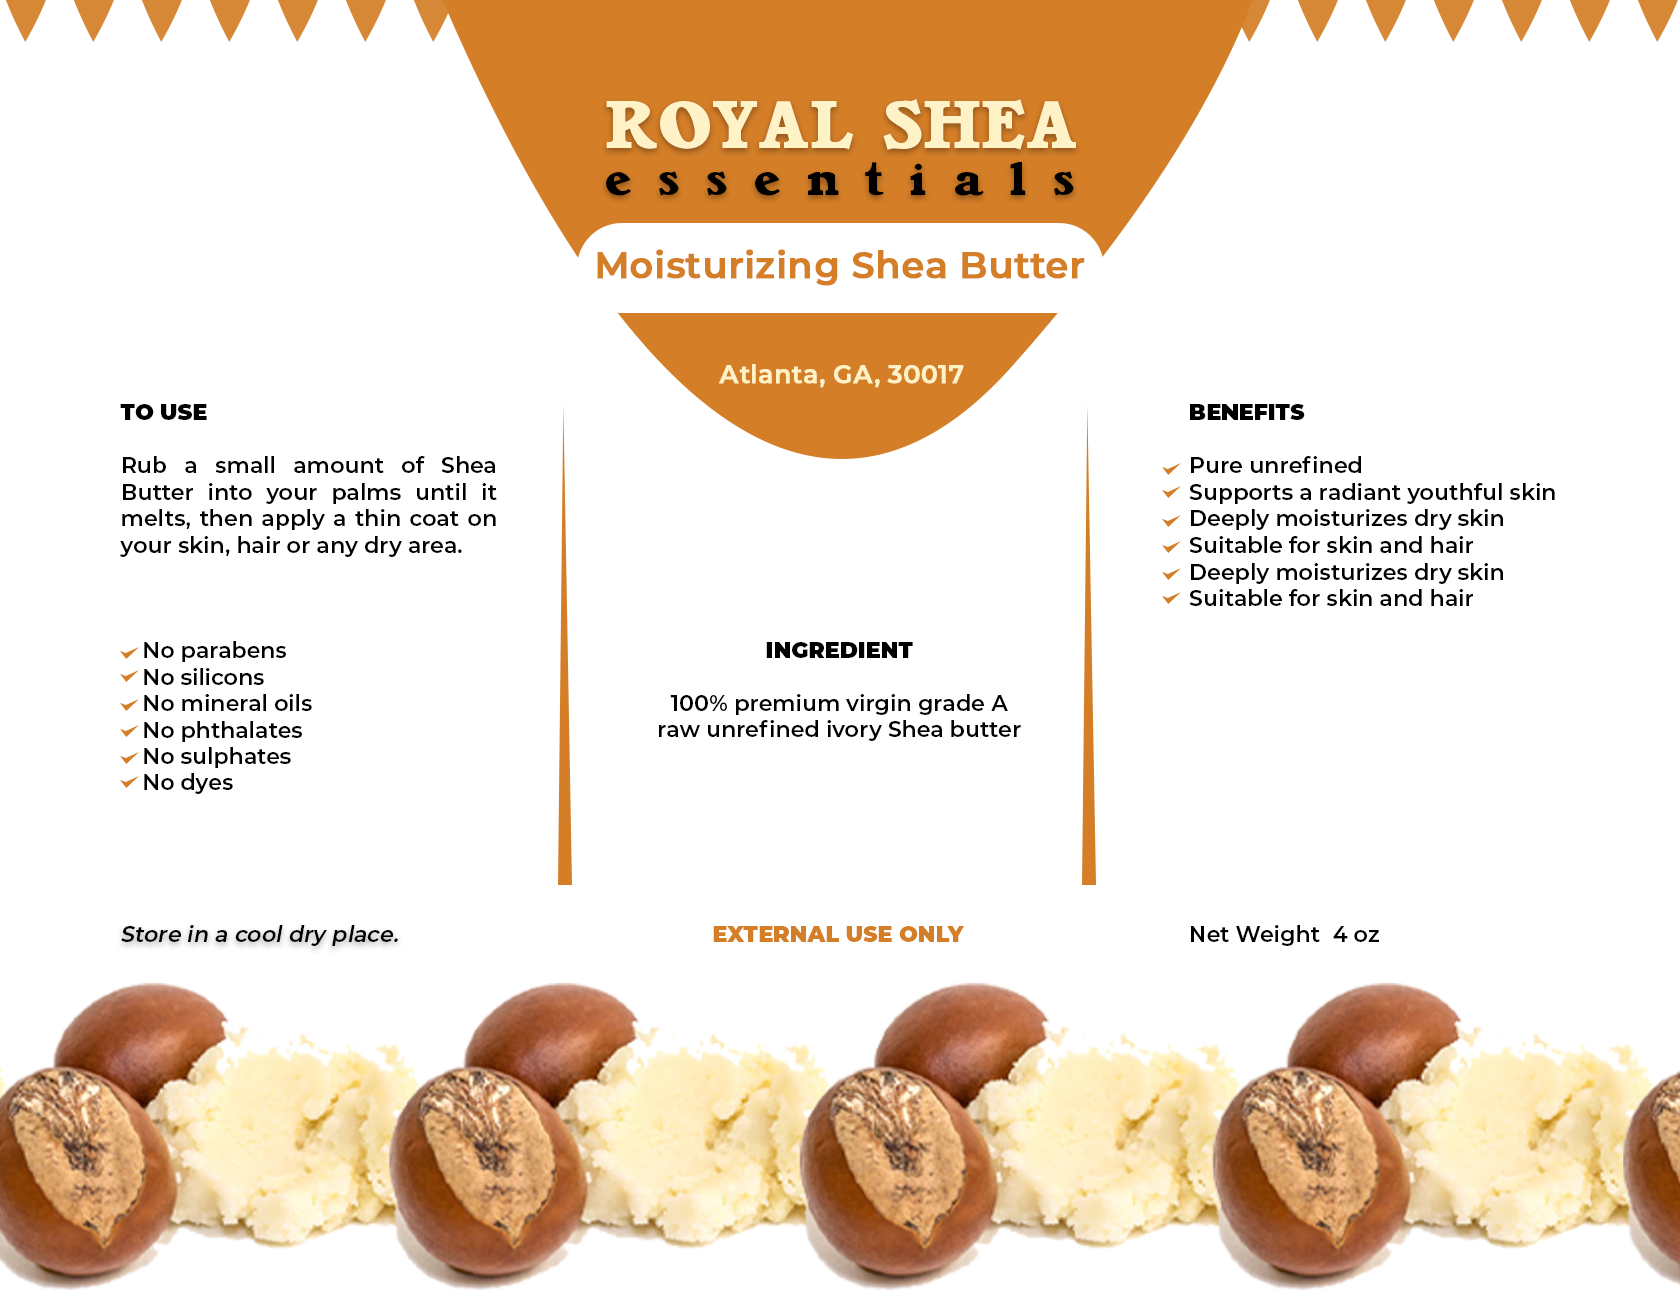 ROYAL SHEA
essentials
Moisturizing Shea Butter
Atlanta, GA, 30017
TO USE
Rub a small amount of Shea
Butter into your palms until it
melts, then apply a thin coat on
your skin, hair or any dry area.
No parabens
No silicons
No mineral oils
No phthalates
No sulphates
No dyes
Store in a cool dry place.
INGREDIENT
100% premium virgin grade A
raw unrefined ivory Shea butter
EXTERNAL USE ONLY
BENEFITS
Pure unrefined
Supports a radiant youthful skin
Deeply moisturizes dry skin
Suitable for skin and hair
Deeply moisturizes dry skin
Suitable for skin and hair
Net Weight 4 oz